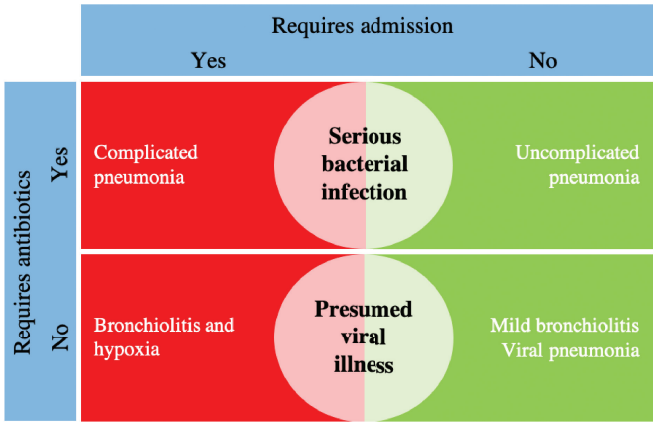 Requires admission
Yes
No
Requires antibiotics
Yes
No
Complicated
pneumonia
Serious
bacterial
infection
Uncomplicated
pneumonia
Bronchiolitis and
hypoxia
Presumed
viral
illness
Mild bronchiolitis
Viral pneumonia